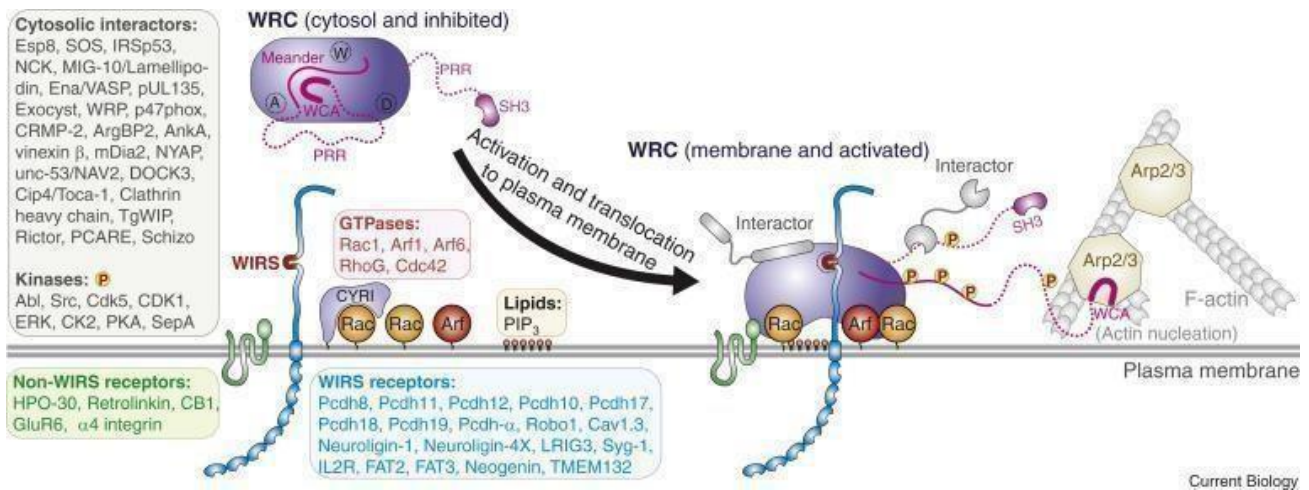 Cytosolic interactors:
Esp8, SOS, IRSp53,
NCK, MIG-10/Lamellipo-
din, Ena/VASP, pUL135,
Exocyst, WRP, p47phox,
CRMP-2, ArgBP2, AnkA,
vinexin β, mDia2, NYAP,
unc-53/NAV2, DOCK3,
Cip4/Toca-1, Clathrin
heavy chain, TgWIP,
Rictor, PCARE, Schizo
Kinases: P
Abl, Src, Cdk5, CDK1,
ERK, CK2, PKA, SepA
WRC (cytosol and inhibited)
Meander
W
A
WCA
D
PRR
SH3
PRR
Activation and translocation
to plasma membrane
WIRS
GTPases:
Rac1, Arf1, Arf6,
RhoG, Cdc42
CYRI
Rac
Rac
Arf
Lipids:
PIP3
Non-WIRS receptors:
HPO-30, Retrolinkin, CB1,
GluR6, α4 integrin
WIRS receptors:
Pcdh8, Pcdh11, Pcdh12, Pcdh10, Pcdh17,
Pcdh18, Pcdh19, Pcdh-α, Robo1, Cav1.3,
Neuroligin-1, Neuroligin-4X, LRIG3, Syg-1,
IL2R, FAT2, FAT3, Neogenin, TMEM132
WRC (membrane and activated)
Interactor
Interactor
SH3
P
P
P
P
Rac
Arf
Rac
Arp2/3
Arp2/3
F-actin
WCA
(Actin nucleation)
Plasma membrane
Current Biology